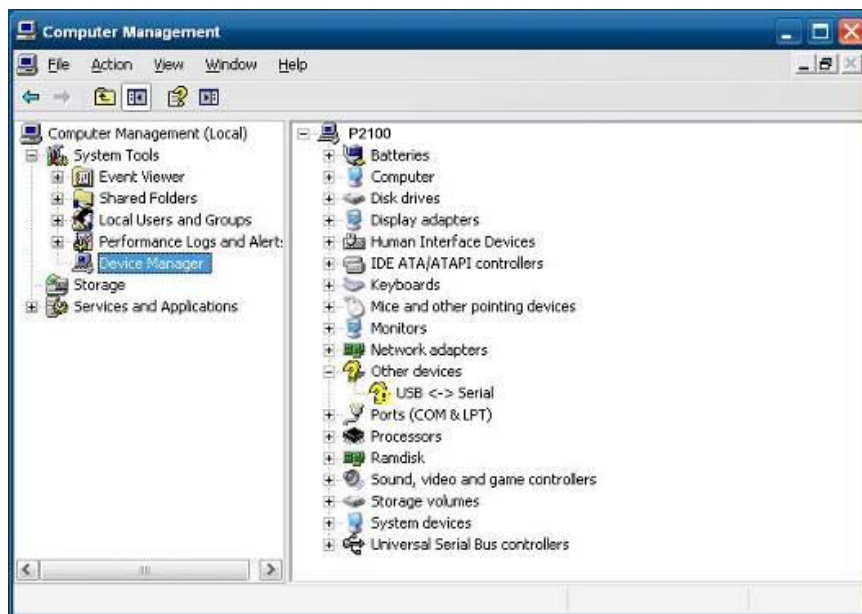 Computer Management
File Action View Window Help
Computer Management (Local)
System Tools
Event Viewer
Shared Folders
Local Users and Groups
Performance Logs and Alert:
Device Manager
Storage
Services and Applications
P2100
Batteries
Computer
Disk drives
Display adapters
Human Interface Devices
IDE ATA/ATAPI controllers
Keyboards
Mice and other pointing devices
Monitors
Network adapters
Other devices
USB <-> Serial
Ports (COM & LPT)
Processors
Ramdisk
Sound, video and game controllers
Storage volumes
System devices
Universal Serial Bus controllers